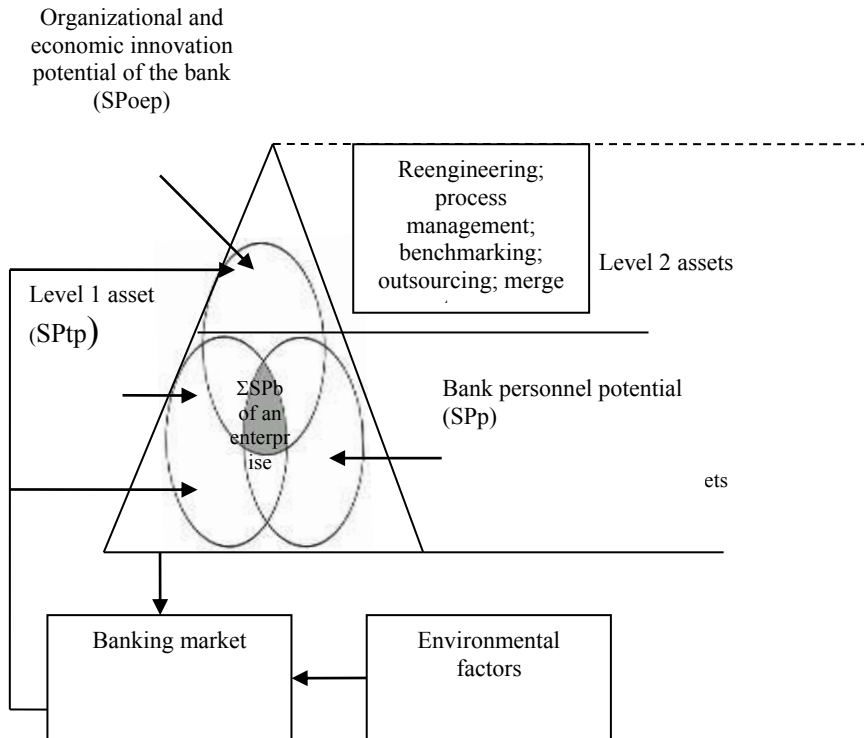 Organizational and
economic innovation
potential of the bank
(SPoep)
Reengineering;
process
management;
benchmarking;
outsourcing; merge
Level 2 assets
Level 1 asset
(SPtp)
ΣSPb
of an
enterpr
ise
Bank personnel potential
(SPp)
ets
Banking market
Environmental
factors